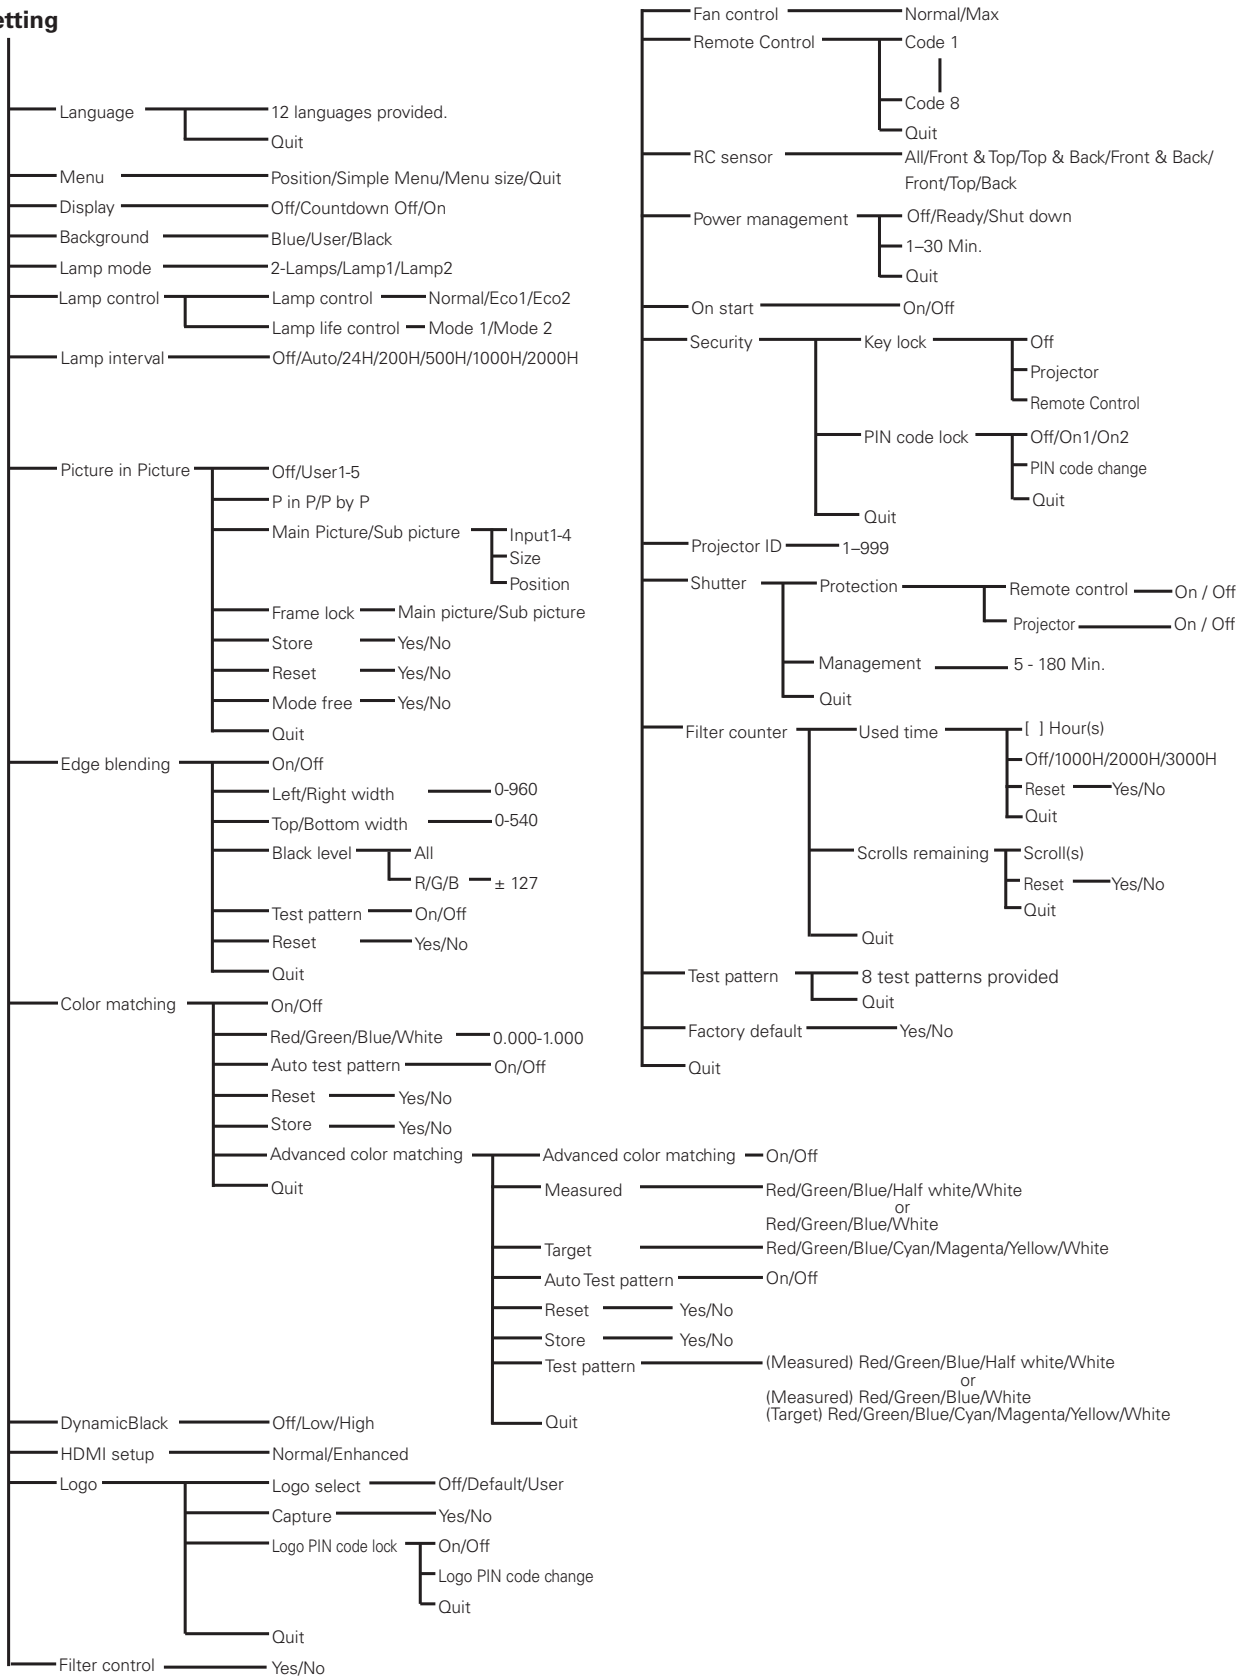 etting
Language
12 languages provided.
Quit
Menu
Position/Simple Menu/Menu size/Quit
Display
Off/Countdown Off/On
Background
Blue/User/Black
Lamp mode
2-Lamps/Lamp1/Lamp2
Lamp control
Lamp control
Normal/Eco1/Eco2
Lamp life control
Mode 1/Mode 2
Lamp interval
Off/Auto/24H/200H/500H/1000H/2000H
Picture in Picture
Off/User1-5
P in P/P by P
Main Picture/Sub picture
Input1-4
Size
Position
Frame lock
Main picture/Sub picture
Store
Yes/No
Reset
Yes/No
Mode free
Yes/No
Quit
Edge blending
On/Off
Left/Right width
0-960
Top/Bottom width
0-540
Black level
All
R/G/B
± 127
Test pattern
On/Off
Reset
Yes/No
Quit
Color matching
On/Off
Red/Green/Blue/White
0.000-1.000
Auto test pattern
On/Off
Reset
Yes/No
Store
Yes/No
Advanced color matching
Advanced color matching
On/Off
Measured
Red/Green/Blue/Half white/White
or
Red/Green/Blue/White
Target
Red/Green/Blue/Cyan/Magenta/Yellow/White
Auto Test pattern
On/Off
Reset
Yes/No
Store
Yes/No
Test pattern
(Measured) Red/Green/Blue/Half white/White
or
(Measured) Red/Green/Blue/White
(Target) Red/Green/Blue/Cyan/Magenta/Yellow/White
Quit
Quit
DynamicBlack
Off/Low/High
HDMI setup
Normal/Enhanced
Logo
Logo select
Off/Default/User
Capture
Yes/No
Logo PIN code lock
On/Off
Logo PIN code change
Quit
Quit
Filter control
Yes/No
Fan control
Normal/Max
Remote Control
Code 1
Code 8
Quit
RC sensor
All/Front & Top/Top & Back/Front & Back/
Front/Top/Back
Power management
Off/Ready/Shut down
1–30 Min.
Quit
On start
On/Off
Security
Key lock
Off
Projector
Remote Control
PIN code lock
Off/On1/On2
PIN code change
Quit
Quit
Projector ID
1–999
Shutter
Protection
Remote control
On / Off
Projector
On / Off
Management
5 - 180 Min.
Quit
Filter counter
Used time
[ ] Hour(s)
Off/1000H/2000H/3000H
Reset
Yes/No
Quit
Scrolls remaining
Scroll(s)
Reset
Yes/No
Quit
Quit
Test pattern
8 test patterns provided
Quit
Factory default
Yes/No
Quit